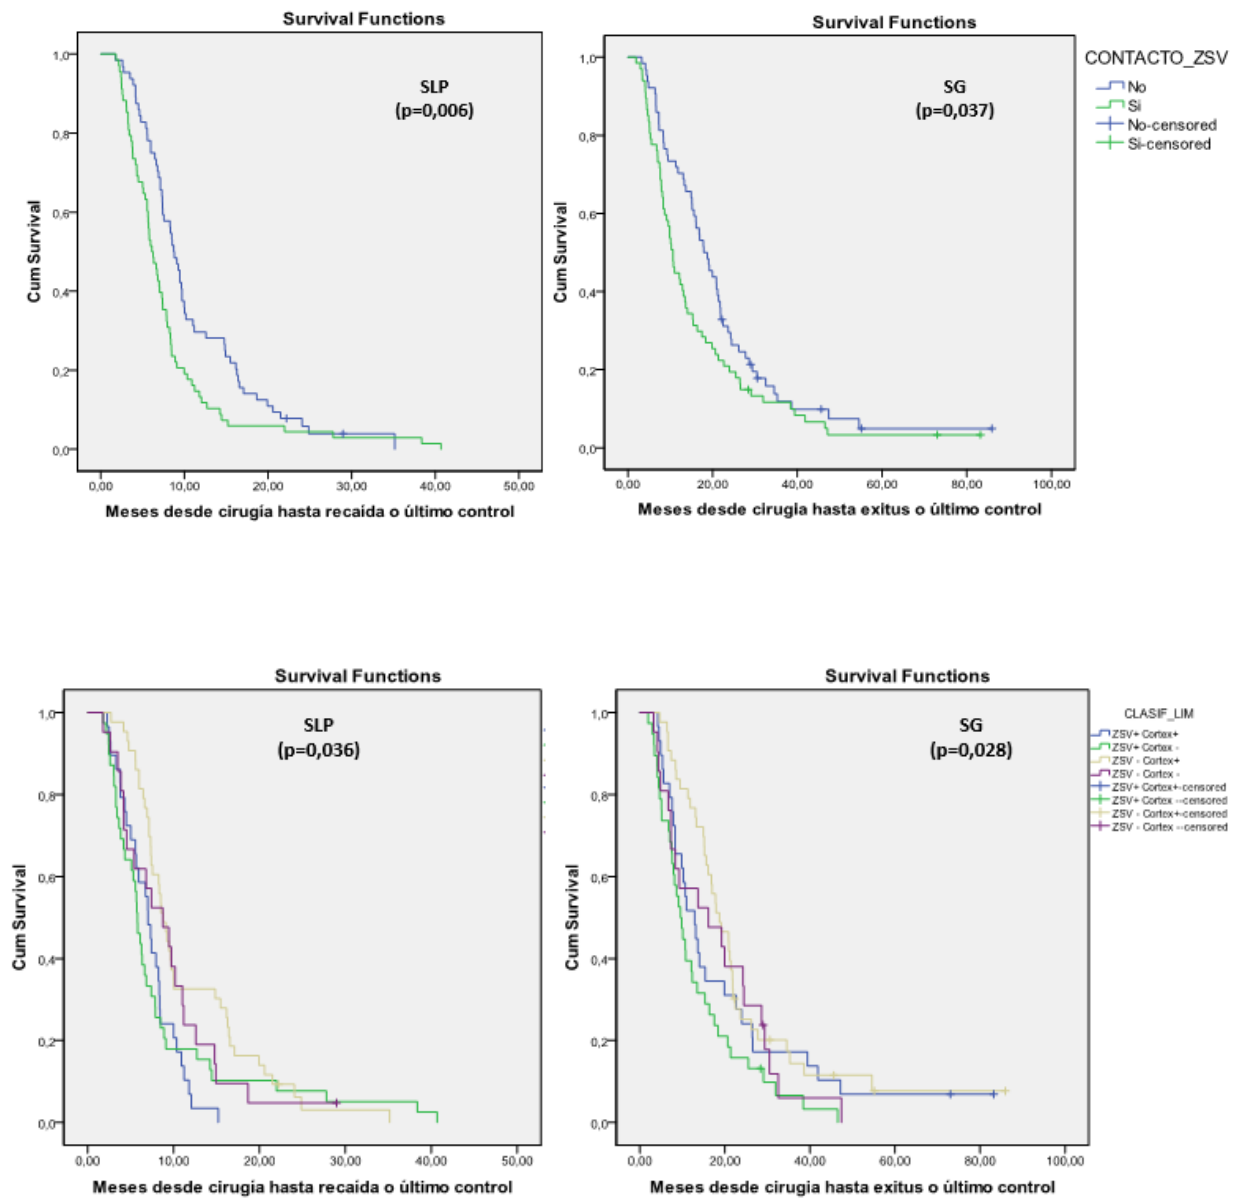 Survival Functions
SLP
(p=0,006)
Cum Survival
1,0
0,8
0,6
0,4
0,2
0,0
0,00 10,00 20,00 30,00 40,00 50,00
Meses desde cirugía hasta recaída o último control
Survival Functions
SG
(p=0,037)
Cum Survival
1,0
0,8
0,6
0,4
0,2
0,0
0,00 20,00 40,00 60,00 80,00 100,00
Meses desde cirugia hasta exitus o último control
CONTACTO_ZSV
No
Si
No-censored
Si-censored
Survival Functions
SLP
(p=0,036)
Cum Survival
1,0
0,8
0,6
0,4
0,2
0,0
0,00 10,00 20,00 30,00 40,00 50,00
Meses desde cirugía hasta recaída o último control
Survival Functions
SG
(p=0,028)
Cum Survival
1,0
0,8
0,6
0,4
0,2
0,0
0,00 20,00 40,00 60,00 80,00 100,00
Meses desde cirugia hasta exitus o último control
CLASIF_LIM
ZSV+ Cortex+
ZSV+ Cortex -
ZSV - Cortex+
ZSV - Cortex -
ZSV+ Cortex+-censored
ZSV+ Cortex --censored
ZSV - Cortex+-censored
ZSV - Cortex --censored